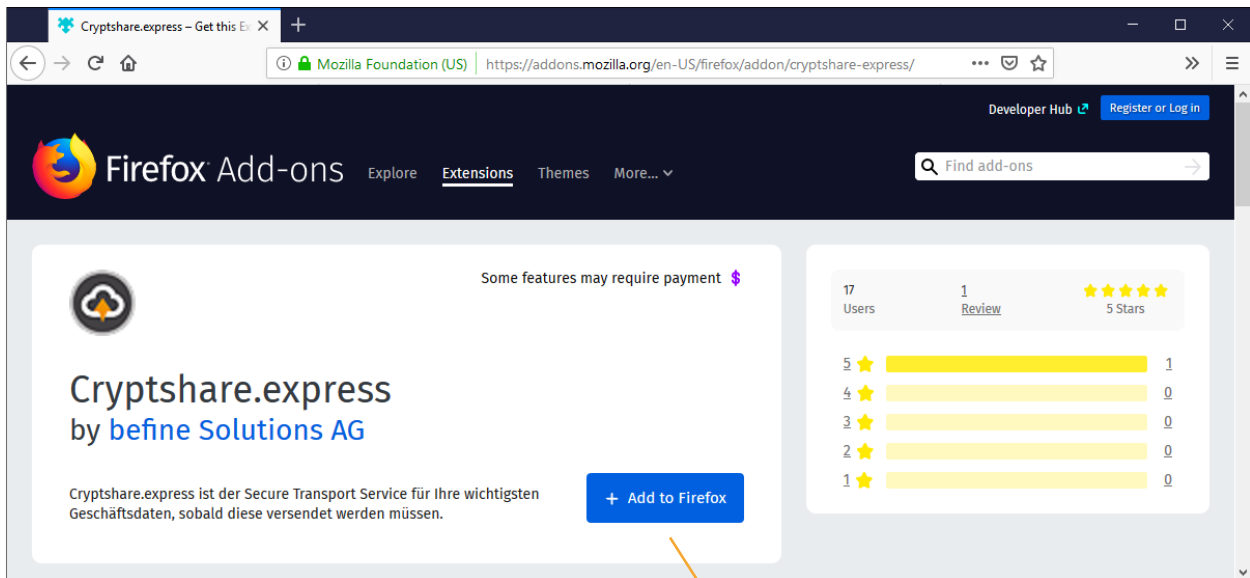 Cryptshare.express – Get this Ex
Mozilla Foundation (US) https://addons.mozilla.org/en-US/firefox/addon/cryptshare-express/
Developer Hub Register or Log in
Firefox Add-ons Explore Extensions Themes More... Find add-ons
Some features may require payment $
Cryptshare.express
by befine Solutions AG
Cryptshare.express ist der Secure Transport Service für Ihre wichtigsten
Geschäftsdaten, sobald diese versendet werden müssen.
+ Add to Firefox
17 1
Users Review 5 Stars
5 1
4 0
3 0
2 0
1 0